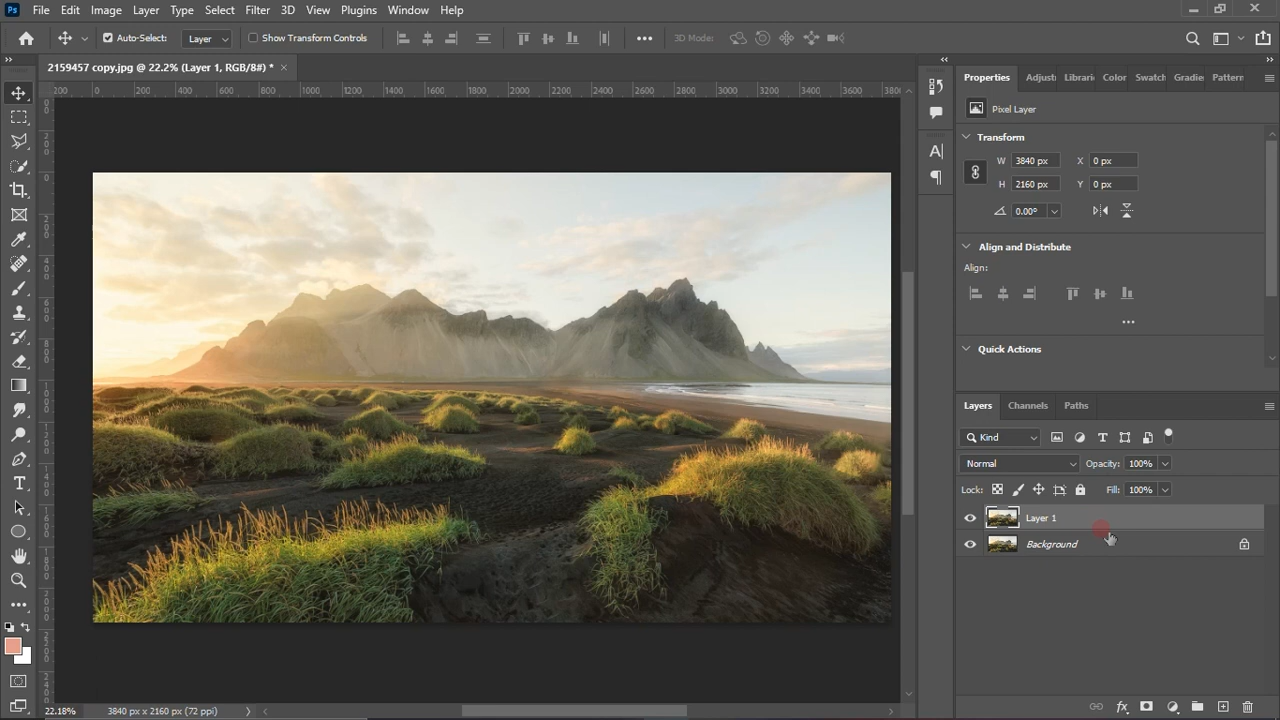 Ps File Edit Image Layer Type Select Filter 3D View Plugins Window Help
Auto-Select: Layer Show Transform Controls 3D Mode:
2159457 copy.jpg @ 22.2% (Layer 1, RGB/8#) * ×
200 0 200 400 600 800 1000 1200 1400 1600 1800 2000 2200 2400 2600 2800 3000 3200 3400 3600 380
Properties Adjust Librari Color Swatch Gradie Pattern
Pixel Layer
Transform
W 3840 px X 0 px
H 2160 px Y 0 px
0.00°
Align and Distribute
Align:
Quick Actions
Layers Channels Paths
Kind
Normal Opacity: 100%
Lock: Fill: 100%
Layer 1
Background
22.18% 3840 px x 2160 px (72 ppi)